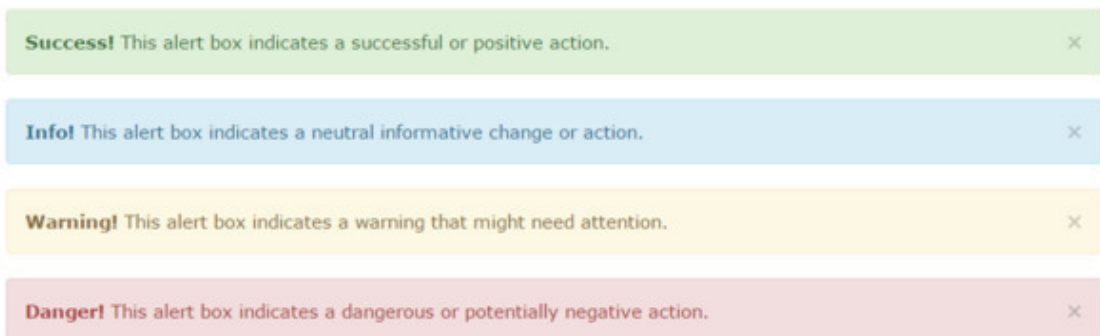 Success! This alert box indicates a successful or positive action. ×
Info! This alert box indicates a neutral informative change or action. ×
Warning! This alert box indicates a warning that might need attention. ×
Danger! This alert box indicates a dangerous or potentially negative action. ×